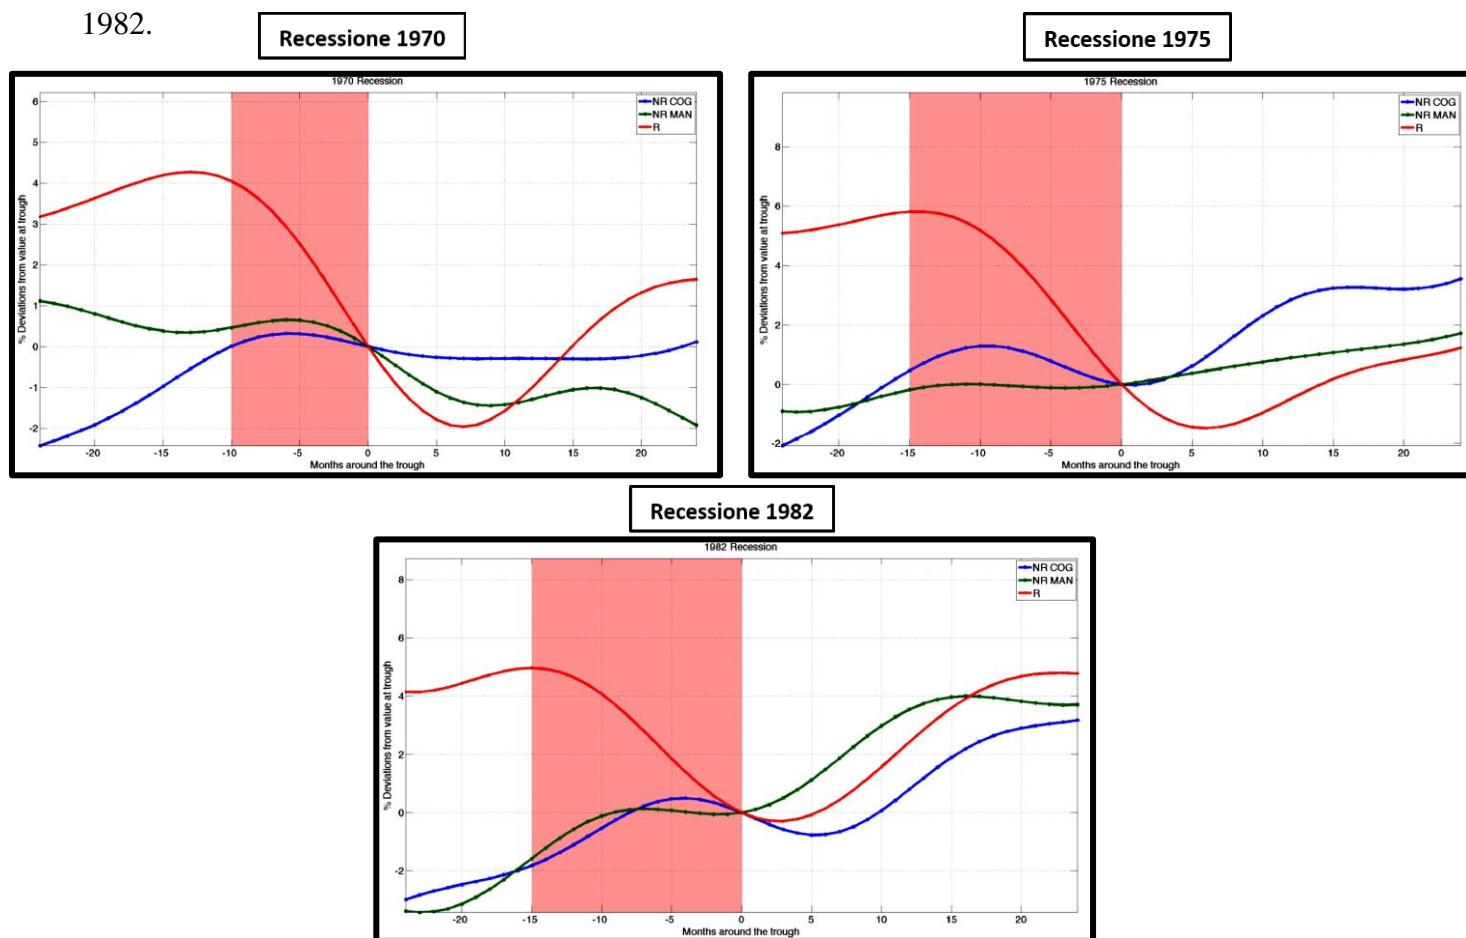 1982.
Recessione 1970
Recessione 1975
1970 Recession
NR COG
NR MAN
R
% Deviations from value at trough
6
5
4
3
2
1
0
-1
-2
-20 -15 -10 -5 0 5 10 15 20
Months around the trough
1975 Recession
NR COG
NR MAN
R
% Deviations from value at trough
8
6
4
2
0
-2
-20 -15 -10 -5 0 5 10 15 20
Months around the trough
Recessione 1982
1982 Recession
NR COG
NR MAN
R
% Deviations from value at trough
8
6
4
2
0
-2
-20 -15 -10 -5 0 5 10 15 20
Months around the trough